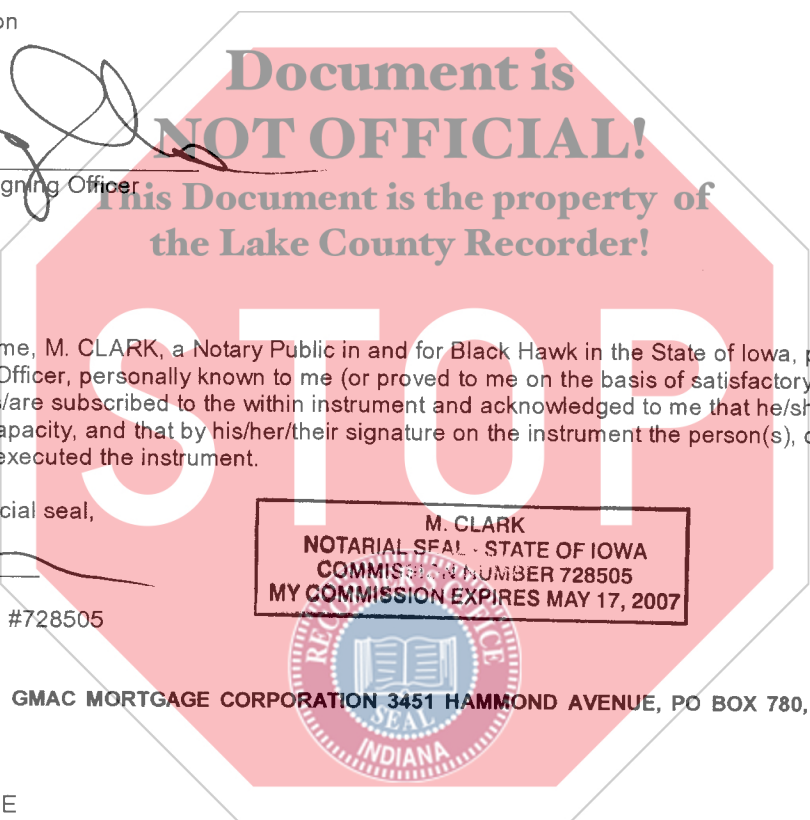 on
Document is
NOT OFFICIAL!
gning Officer
This Document is the property of
the Lake County Recorder!
STOP
me, M. CLARK, a Notary Public in and for Black Hawk in the State of Iowa, p
Officer, personally known to me (or proved to me on the basis of satisfactory
/are subscribed to the within instrument and acknowledged to me that he/sh
apacity, and that by his/her/their signature on the instrument the person(s), o
executed the instrument.
cial seal,
M. CLARK
NOTARIAL SEAL - STATE OF IOWA
COMMISSION NUMBER 728505
MY COMMISSION EXPIRES MAY 17, 2007
#728505
RECORDER'S OFFICE
SEAL
INDIANA
GMAC MORTGAGE CORPORATION 3451 HAMMOND AVENUE, PO BOX 780,
E